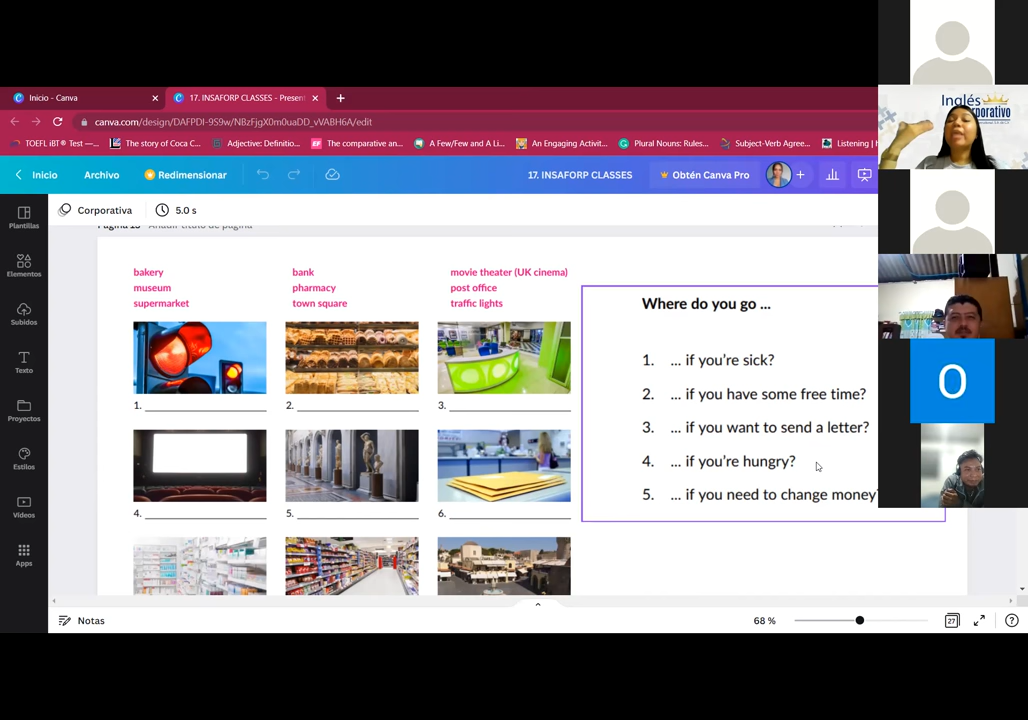 Inicio - Canva
17. INSAFORP CLASSES - Present
canva.com/design/DAFPDI-9S9w/NBzFjgX0m0uaDD_vVABH6A/edit
TOEFL iBT® Test —...
The story of Coca C...
Adjective: Definitio...
EP The comparative an...
A Few/Few and A Li...
An Engaging Activit...
Plural Nouns: Rules...
Subject-Verb Agree...
Listening |
Inicio
Archivo
Redimensionar
17. INSAFORP CLASSES
Obtén Canva Pro
Corporativa
5.0 s
Plantillas
Elementos
Subidos
Texto
Proyectos
Estilos
Videos
Apps
bakery
museum
supermarket
bank
pharmacy
town square
movie theater (UK cinema)
post office
traffic lights
1.
2.
3.
4.
5.
6.
Where do you go ...
1. ... if you're sick?
2. ... if you have some free time?
3. ... if you want to send a letter?
4. ... if you're hungry?
5. ... if you need to change money
Notas
68 %
27
Inglés
O